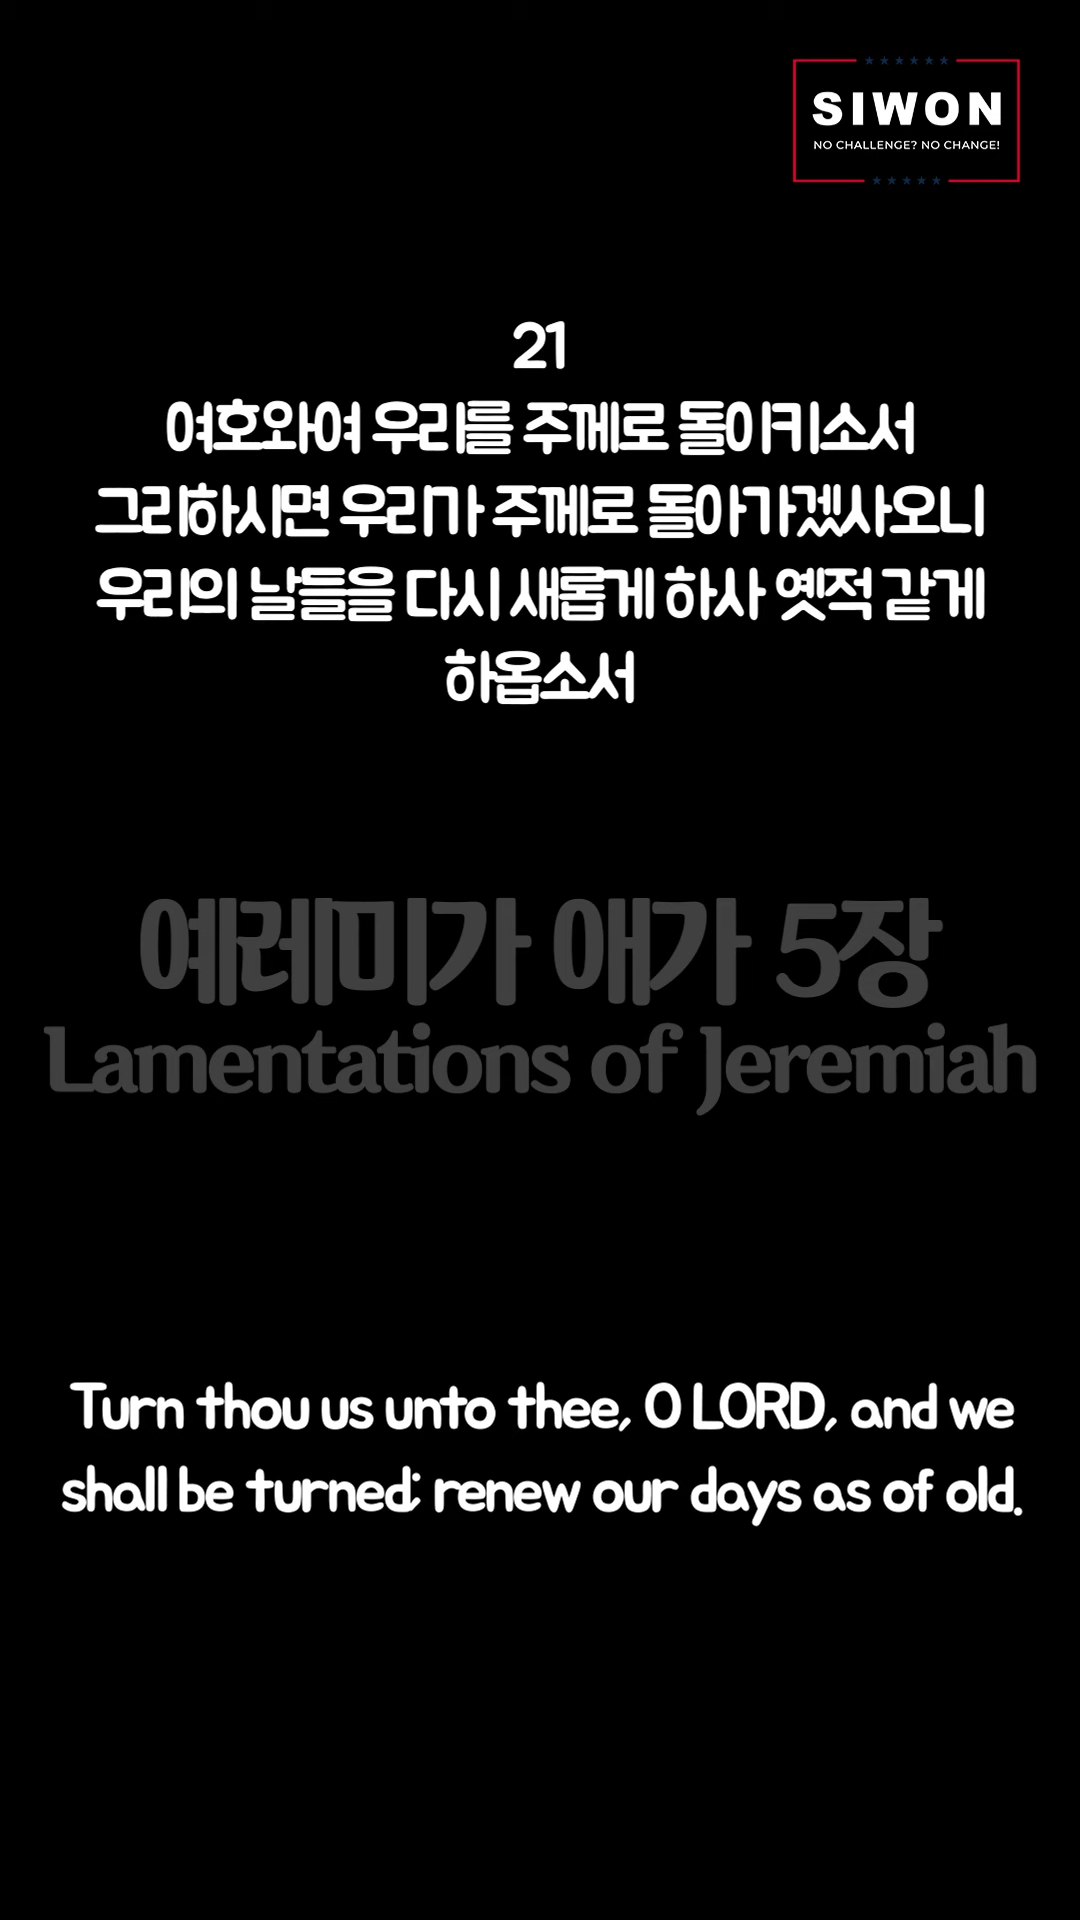 SIWON
NO CHALLENGE? NO CHANGE!
21
여호와여 우리를 주께로 돌이키소서
그리하시면 우리가 주께로 돌아가겠사오니
우리의 날들을 다시 새롭게 하사 옛적 같게
하옵소서
예레미가 애가 5장
Lamentations of Jeremiah
Turn thou us unto thee, O LORD, and we
shall be turned; renew our days as of old.